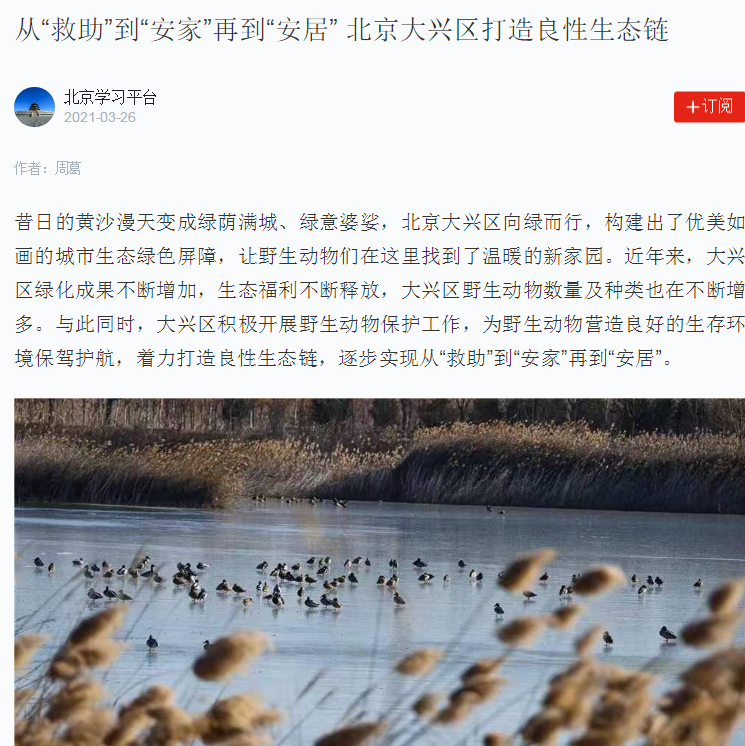 从“救助”到“安家”再到“安居” 北京大兴区打造良性生态链
北京学习平台
2021-03-26
+订阅
作者：周葛
昔日的黄沙漫天变成绿荫满城、绿意婆娑，北京大兴区向绿而行，构建出了优美如
画的城市生态绿色屏障，让野生动物们在这里找到了温暖的新家园。近年来，大兴
区绿化成果不断增加，生态福利不断释放，大兴区野生动物数量及种类也在不断增
多。与此同时，大兴区积极开展野生动物保护工作，为野生动物营造良好的生存环
境保驾护航，着力打造良性生态链，逐步实现从“救助”到“安家”再到“安居”。